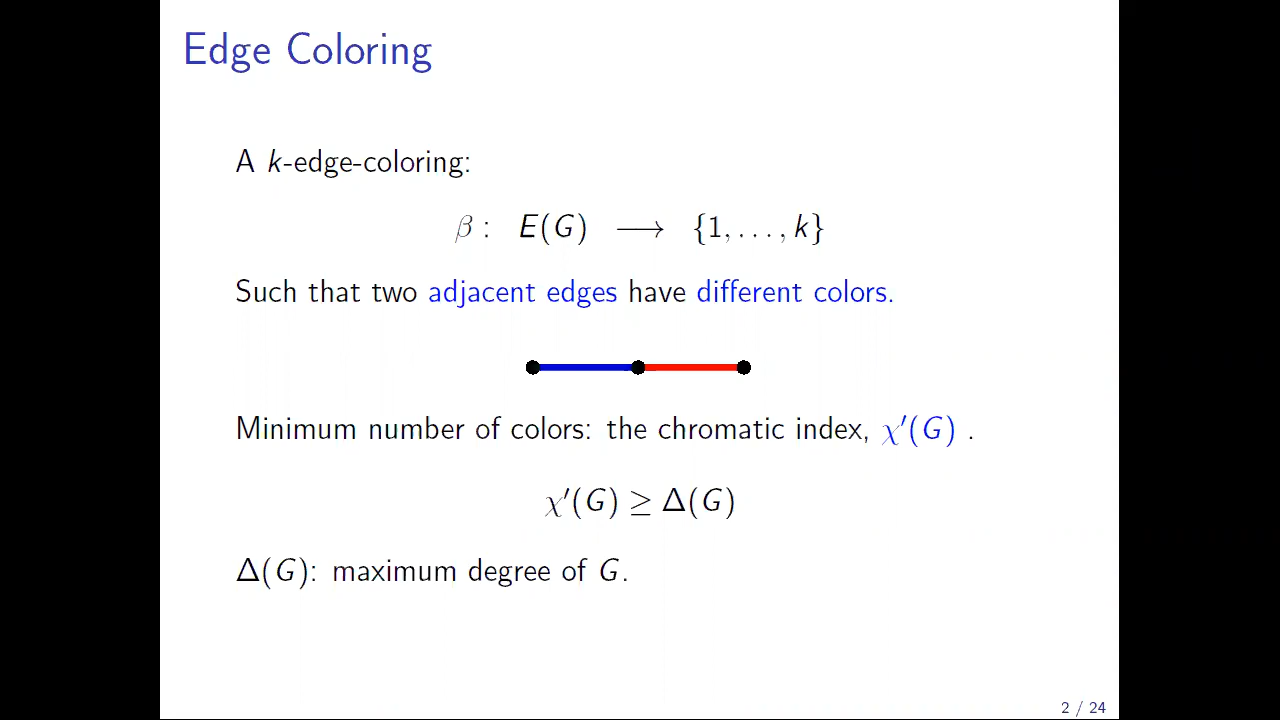 Edge Coloring
A k-edge-coloring:
β : E(G) ⟶ {1, . . . , k}
Such that two adjacent edges have different colors.
Minimum number of colors: the chromatic index, χ′(G) .
χ′(G) ≥ Δ(G)
Δ(G): maximum degree of G.
2 / 24